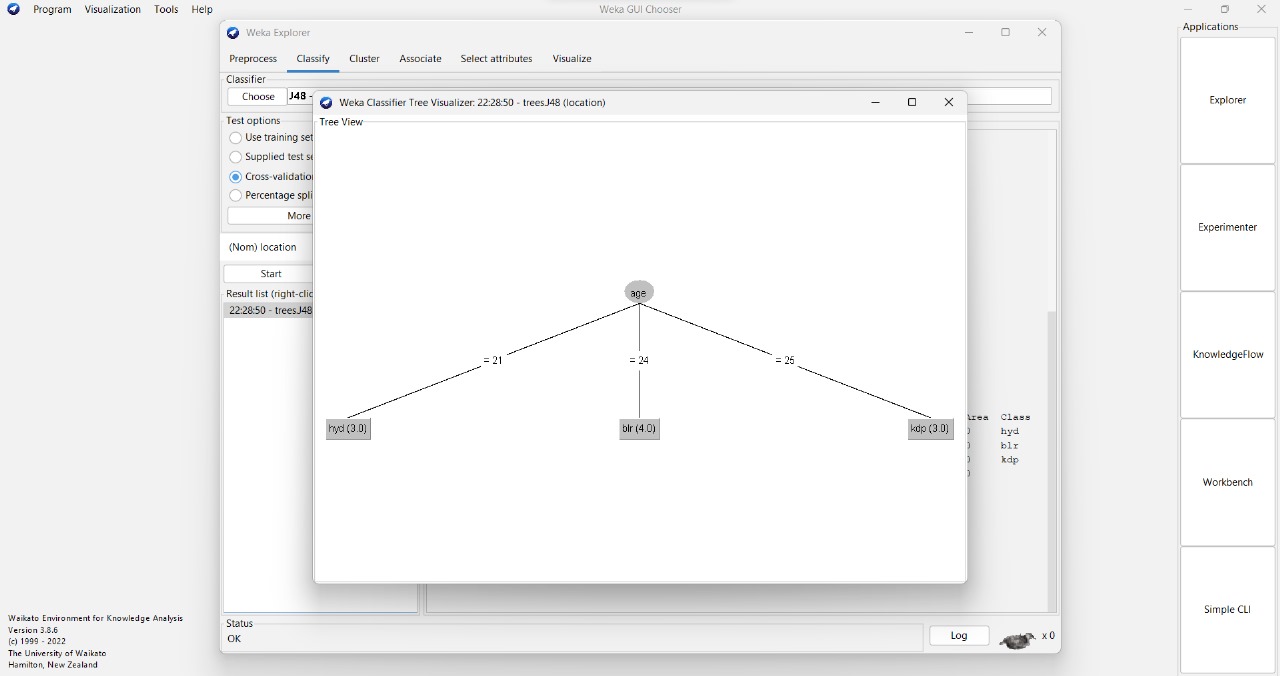 Program Visualization Tools Help
Weka GUI Chooser
Applications
Explorer
Experimenter
KnowledgeFlow
Workbench
Simple CLI
Weka Explorer
Preprocess Classify Cluster Associate Select attributes Visualize
Classifier
Choose J48 -
Test options
Use training set
Supplied test se
Cross-validation
Percentage spli
More
(Nom) location
Start
Result list (right-clic
22:28:50 - trees.J48
Weka Classifier Tree Visualizer: 22:28:50 - trees.J48 (location)
Tree View
age
= 21 = 24 = 25
hyd (3.0) blr (4.0) kdp (3.0)
Area Class
hyd
blr
kdp
Status
OK
Log
x 0
Waikato Environment for Knowledge Analysis
Version 3.8.6
(c) 1999 - 2022
The University of Waikato
Hamilton, New Zealand